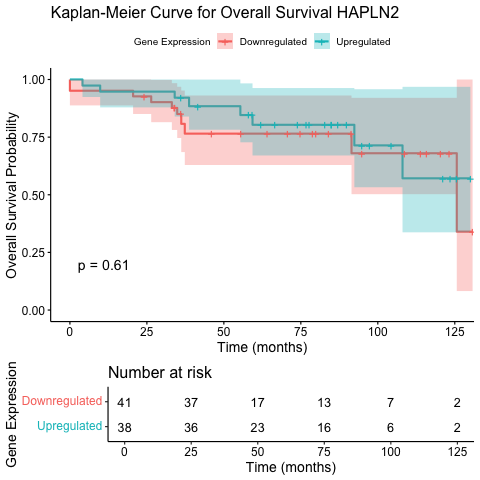 Kaplan-Meier Curve for Overall Survival HAPLN2
Gene Expression Downregulated Upregulated
Overall Survival Probability
1.00
0.75
0.50
0.25
0.00
p = 0.61
0 25 50 75 100 125
Time (months)
Number at risk
Gene Expression
Downregulated 41 37 17 13 7 2
Upregulated 38 36 23 16 6 2
0 25 50 75 100 125
Time (months)